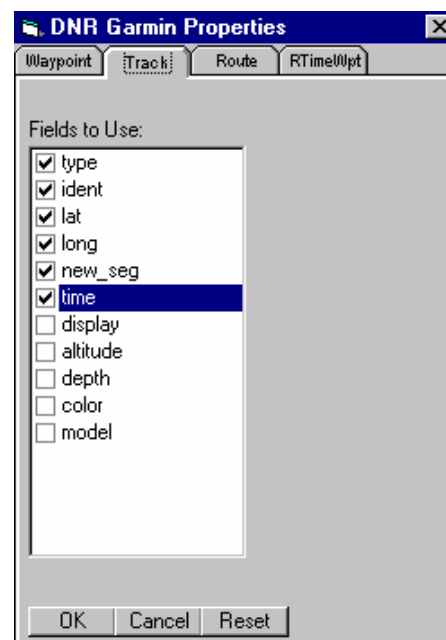 DNR Garmin Properties
Waypoint Track Route RTimeWpt
Fields to Use:
type
ident
lat
long
new_seg
time
display
altitude
depth
color
model
OK Cancel Reset